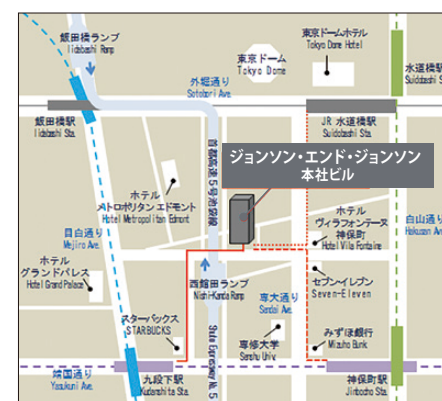 飯田橋ランプ
Iidabashi Ramp
東京ドームホテル
Tokyo Dome Hotel
東京ドーム
Tokyo Dome
水道橋駅
Suidobashi Sta.
外堀通り
Sotobori Ave.
飯田橋駅
Iidabashi Sta.
JR 水道橋駅
Suidobashi Sta.
首都高速5号池袋線
ジョンソン・エンド・ジョンソン
本社ビル
ホテル
メトロポリタン エドモント
Hotel Metropolitan Edmont
ホテル
ヴィラフォンテーヌ
神保町
Hotel Villa Fontaine
白山通り
Hakusan Ave.
目白通り
Mejiro Ave.
ホテル
グランドパレス
Hotel Grand Palace
西神田ランプ
Nishi-Kanda Ramp
セブン-イレブン
Seven-Eleven
専大通り
Sendai Ave.
スターバックス
STARBUCKS
専修大学
Senshu Univ.
みずほ銀行
Mizuho Bank
靖国通り
Yasukuni Ave.
九段下駅
Kudanshita Sta.
Shuto Expressway No. 5
神保町駅
Jinbocho Sta.